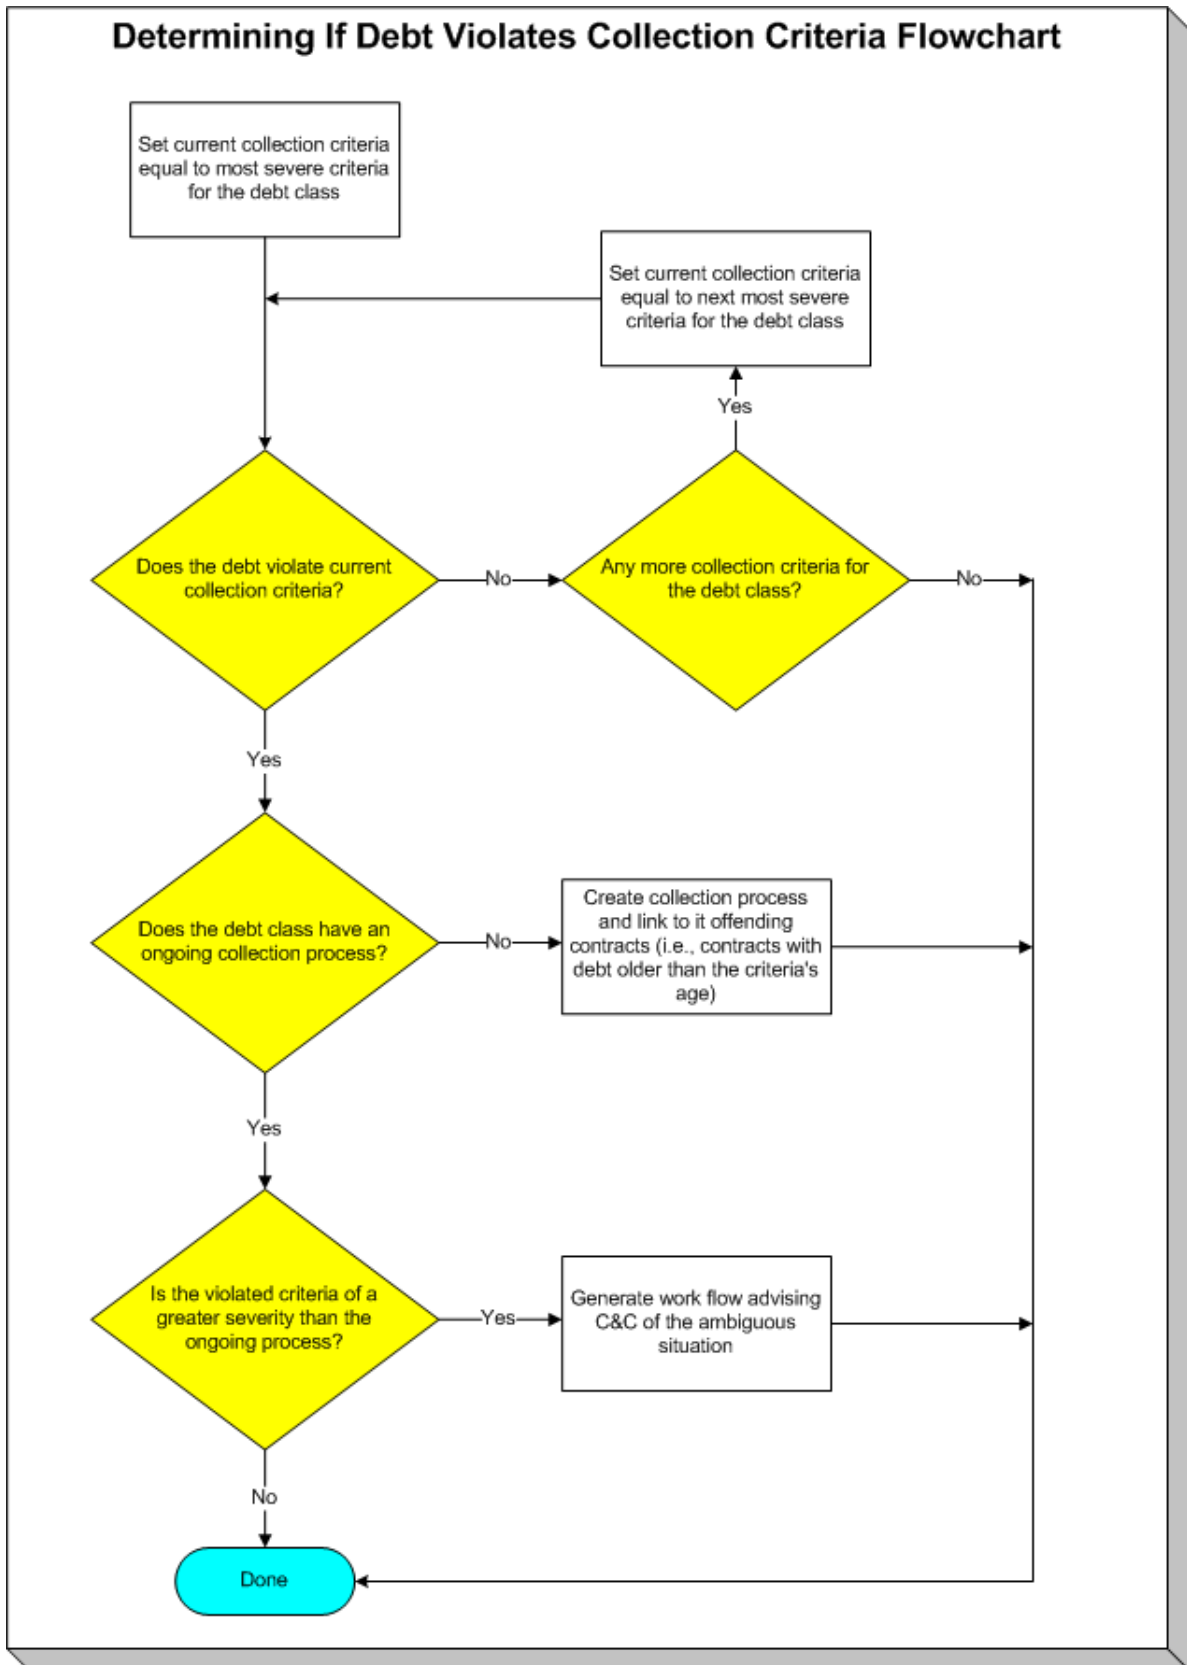 Determining If Debt Violates Collection Criteria Flowchart
Set current collection criteria
equal to most severe criteria
for the debt class
Set current collection criteria
equal to next most severe
criteria for the debt class
Yes
Does the debt violate current
collection criteria?
No
Any more collection criteria for
the debt class?
No
Yes
Does the debt class have an
ongoing collection process?
No
Create collection process
and link to it offending
contracts (i.e., contracts with
debt older than the criteria's
age)
Yes
Is the violated criteria of a
greater severity than the
ongoing process?
Yes
Generate work flow advising
C&C of the ambiguous
situation
No
Done